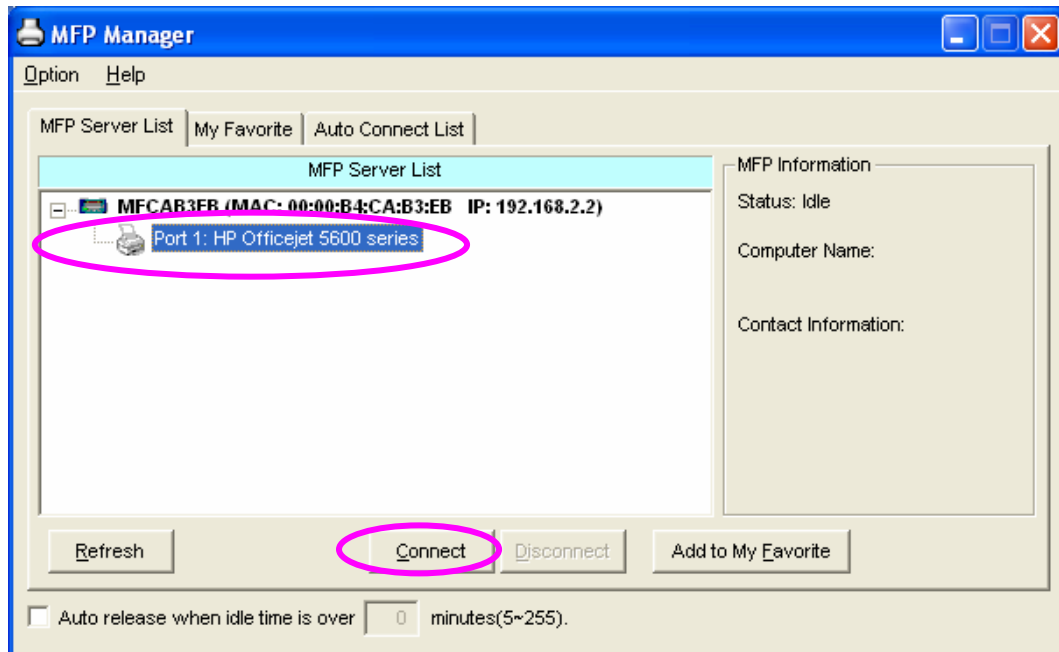 MFP Manager
Option Help
MFP Server List My Favorite Auto Connect List
MFP Server List
MFCAB3EB (MAC: 00:00:B4:CA:B3:EB IP: 192.168.2.2)
Port 1: HP Officejet 5600 series
MFP Information
Status: Idle
Computer Name:
Contact Information:
Refresh Connect Disconnect Add to My Favorite
Auto release when idle time is over 0 minutes(5~255).